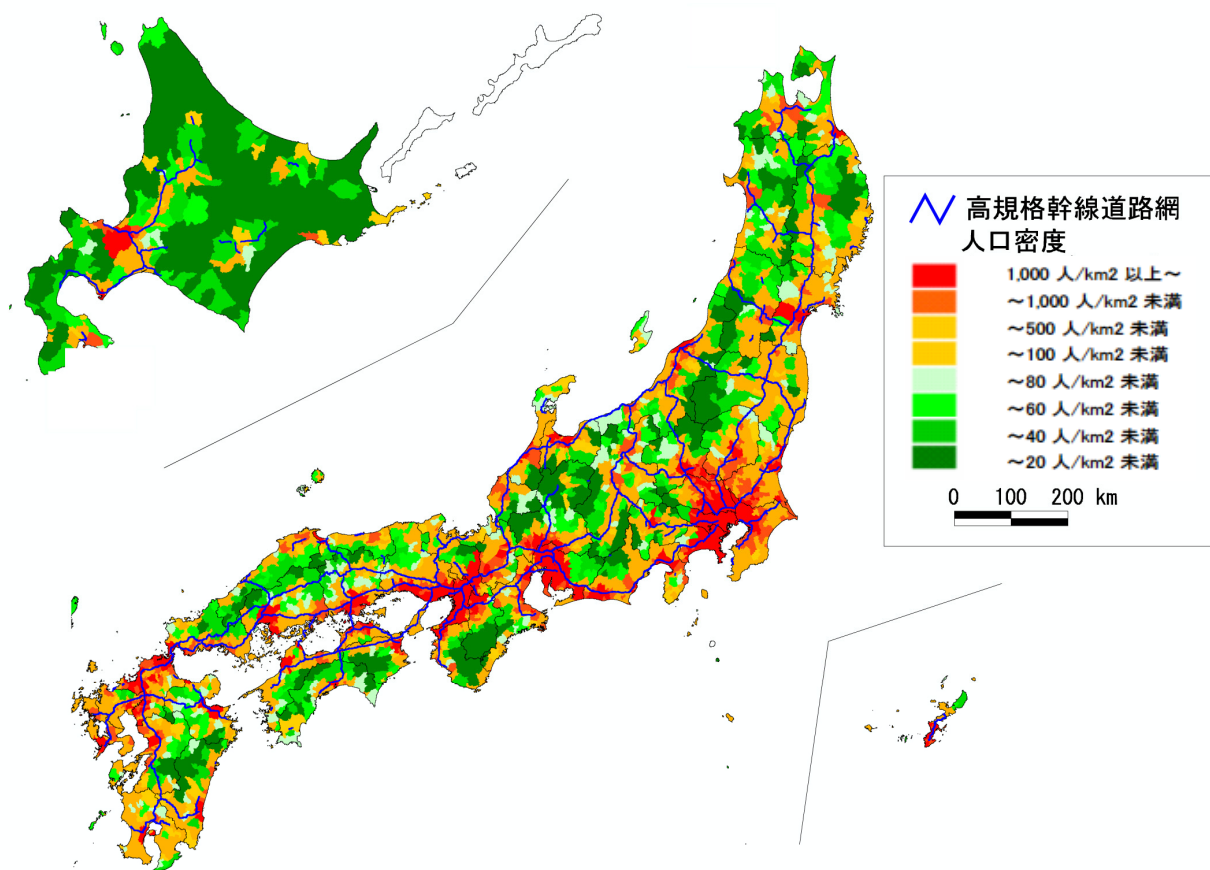 高規格幹線道路網
人口密度
1,000 人/km2 以上～
～1,000 人/km2 未満
～500 人/km2 未満
～100 人/km2 未満
～80 人/km2 未満
～60 人/km2 未満
～40 人/km2 未満
～20 人/km2 未満
0 100 200 km